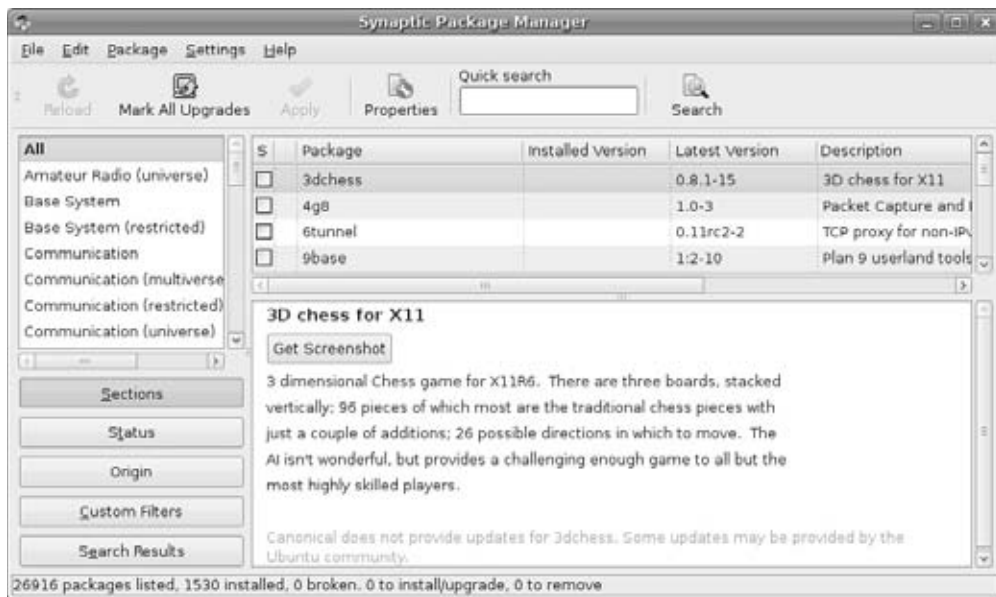 Synaptic Package Manager
File Edit Package Settings Help
Quick search
Reload Mark All Upgrades Apply Properties Search
All
Amateur Radio (universe)
Base System
Base System (restricted)
Communication
Communication (multiverse
Communication (restricted)
Communication (universe)
S Package Installed Version Latest Version Description
3dchess 0.8.1-15 3D chess for X11
4g8 1.0-3 Packet Capture and
6tunnel 0.11rc2-2 TCP proxy for
9base 1:2-10 Plan 9 userland tools
3D chess for X11
Get Screenshot
3 dimensional Chess game for X11R6. There are three boards, stacked
vertically; 96 pieces of which most are the traditional chess pieces with
just a couple of additions; 26 possible directions in which to move. The
AI isn't wonderful, but provides a challenging enough game to all but the
most highly skilled players.
Canonical does not provide updates for 3dchess. Some updates may be provided by the
Ubuntu community.
Sections
Status
Origin
Custom Filters
Search Results
26916 packages listed, 1530 installed, 0 broken. 0 to install/upgrade, 0 to remove